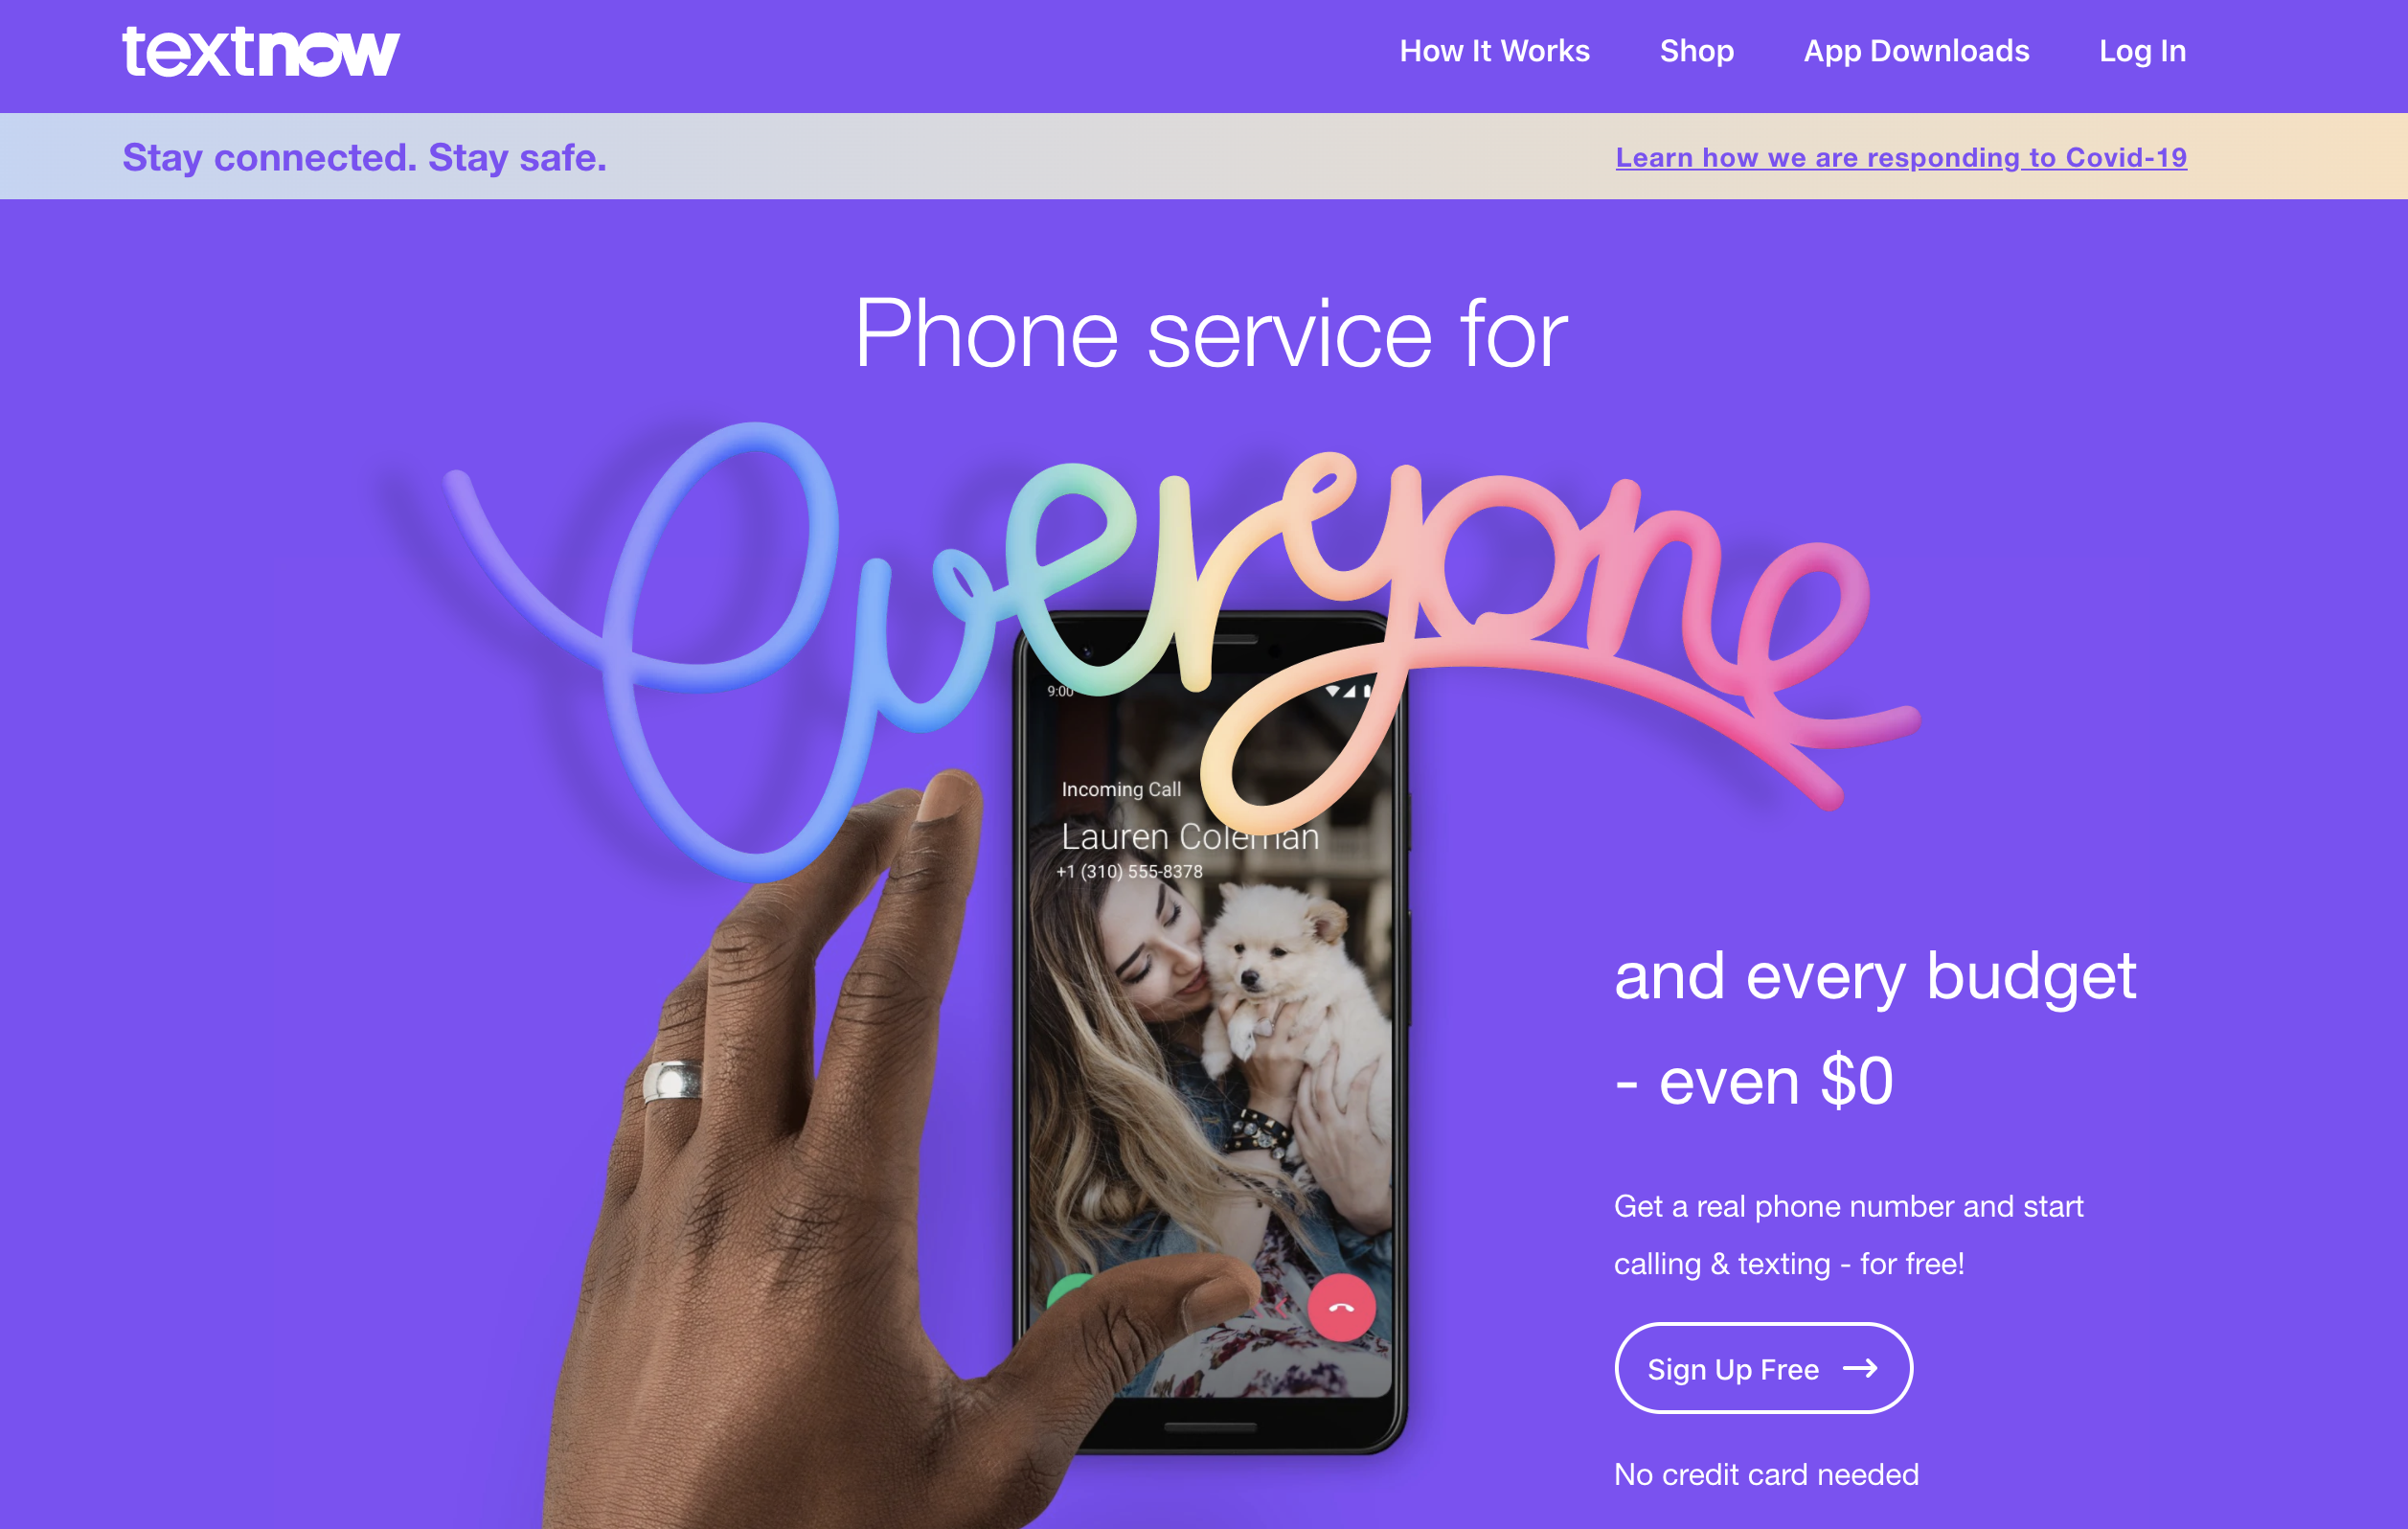 textnow
How It Works
Shop
App Downloads
Log In
Stay connected. Stay safe.
Learn how we are responding to Covid-19
Phone service for
everyone
9:00
Incoming Call
Lauren Coleman
+1 (310) 555-8378
and every budget
- even $0
Get a real phone number and start
calling & texting - for free!
Sign Up Free →
No credit card needed